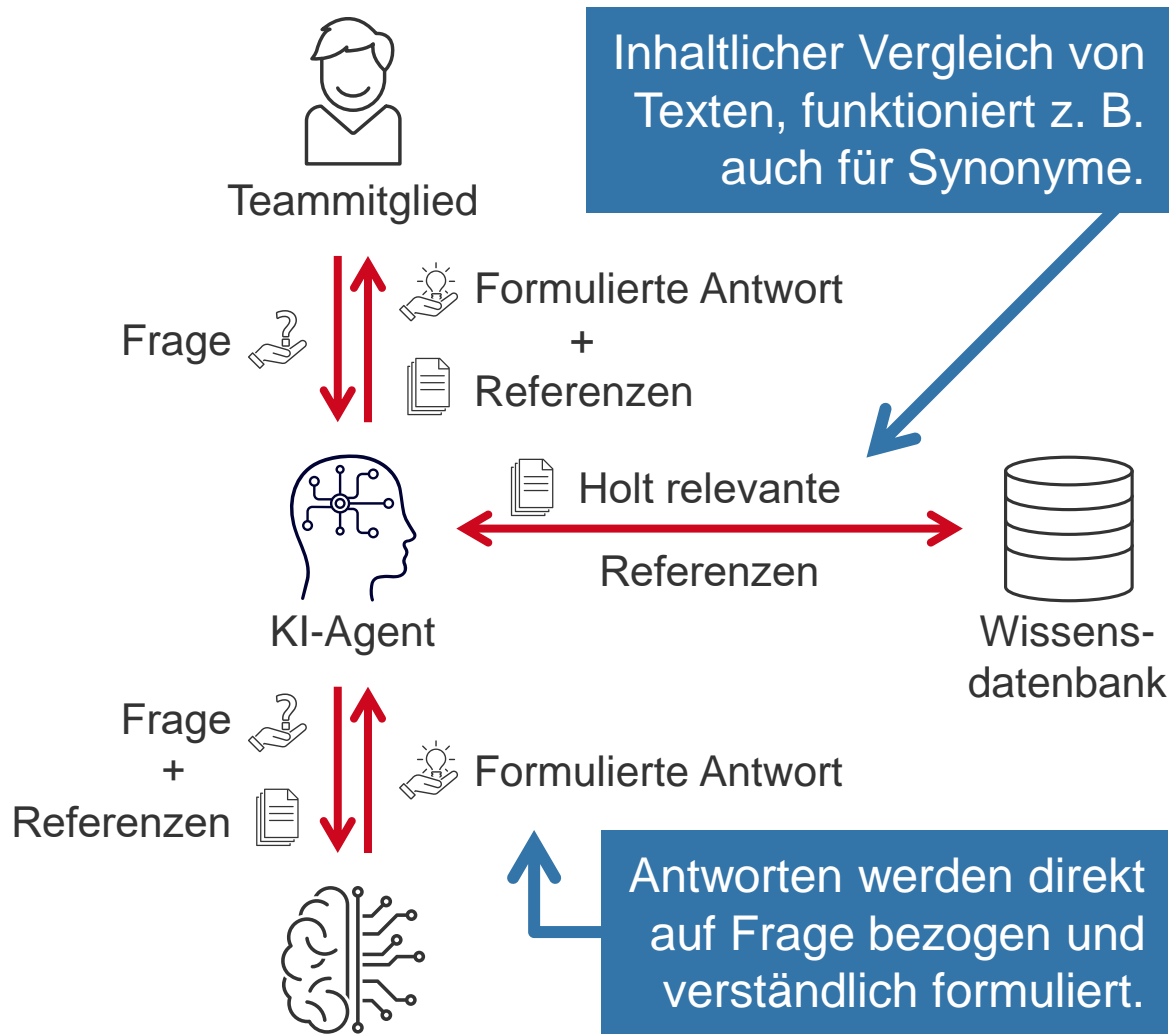 Inhaltlicher Vergleich von
Texten, funktioniert z. B.
auch für Synonyme.
Teammitglied
Frage
Formulierte Antwort
+
Referenzen
Holt relevante
Referenzen
KI-Agent
Wissens-
datenbank
Frage
+
Referenzen
Formulierte Antwort
Antworten werden direkt
auf Frage bezogen und
verständlich formuliert.